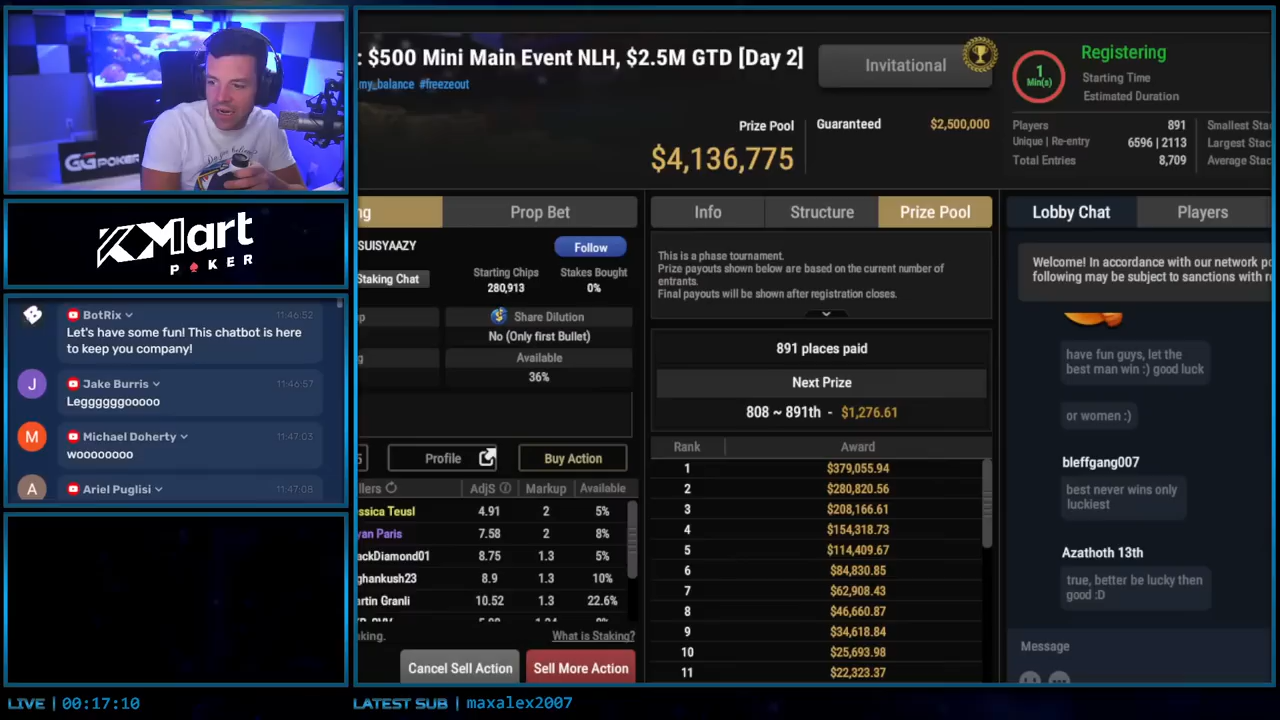 GGPOKER
Do you believe?
KMart
POKER
BotRix
11:46:52
Let's have some fun! This chatbot is here
to keep you company!
J
Jake Burris
11:46:57
Leggggggooooo
M
Michael Doherty
11:47:03
woooooooo
A
Ariel Puglisi
11:47:08
LIVE | 00:17:10
LATEST SUB | maxalex2007
: $500 Mini Main Event NLH, $2.5M GTD [Day 2]
my_balance #freezeout
Invitational
Prize Pool
$4,136,775
Guaranteed
$2,500,000
1
Min(s)
Registering
Starting Time
Estimated Duration
Players
891
Unique | Re-entry
6596 | 2113
Total Entries
8,709
Smallest Stac
Largest Stac
Average Stac
ng
Prop Bet
SUISYAAZY
Follow
Staking Chat
Starting Chips
280,913
Stakes Bought
0%
p
Share Dilution
No (Only first Bullet)
g
Available
36%
5
Profile
Buy Action
llers
AdjS
Markup
Available
ssica Teusl
4.91
2
5%
yan Paris
7.58
2
8%
ackDiamond01
8.75
1.3
5%
ghankush23
8.9
1.3
10%
rtin Granli
10.52
1.3
22.6%
king.
What is Staking?
Cancel Sell Action
Sell More Action
Info
Structure
Prize Pool
This is a phase tournament.
Prize payouts shown below are based on the current number of
entrants.
Final payouts will be shown after registration closes.
891 places paid
Next Prize
808 ~ 891th - $1,276.61
Rank
Award
1
$379,055.94
2
$280,820.56
3
$208,166.61
4
$154,318.73
5
$114,409.67
6
$84,830.85
7
$62,908.43
8
$46,660.87
9
$34,618.84
10
$25,693.98
11
$22,323.37
Lobby Chat
Players
Welcome! In accordance with our network po
following may be subject to sanctions with re
have fun guys, let the
best man win :) good luck
or women :)
bleffgang007
best never wins only
luckiest
Azathoth 13th
true, better be lucky then
good :D
Message